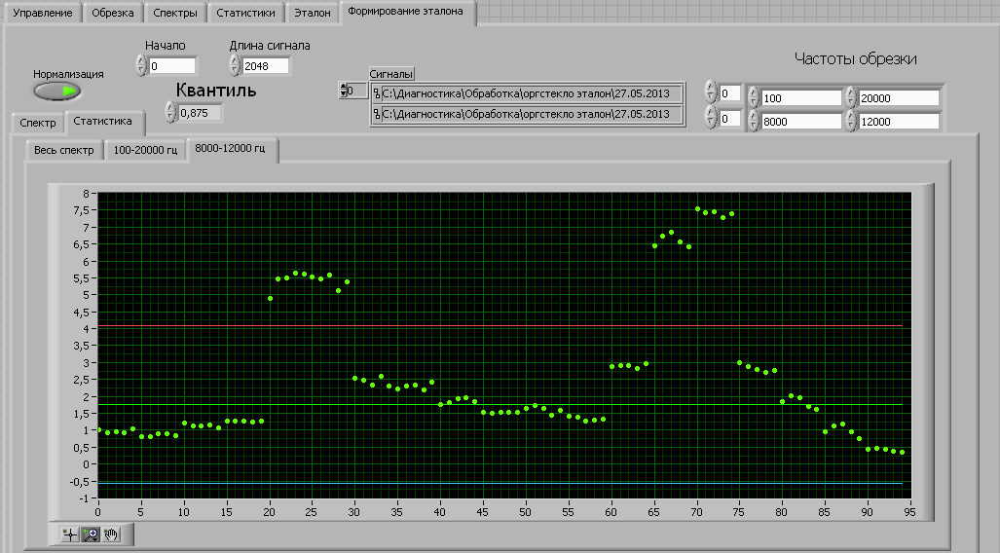 Управление Обрезка Спектры Статистики Эталон Формирование эталона
Начало Длина сигнала
0 2048
Нормализация
Квантиль
0,875
Сигналы
0
C:\Диагностика\Обработка\оргстекло эталон\27.05.2013
C:\Диагностика\Обработка\оргстекло эталон\27.05.2013
Частоты обрезки
0 100 20000
0 8000 12000
Спектр Статистика
Весь спектр 100-20000 гц 8000-12000 гц
8
7,5
7
6,5
6
5,5
5
4,5
4
3,5
3
2,5
2
1,5
1
0,5
0
-0,5
-1
0 5 10 15 20 25 30 35 40 45 50 55 60 65 70 75 80 85 90 95